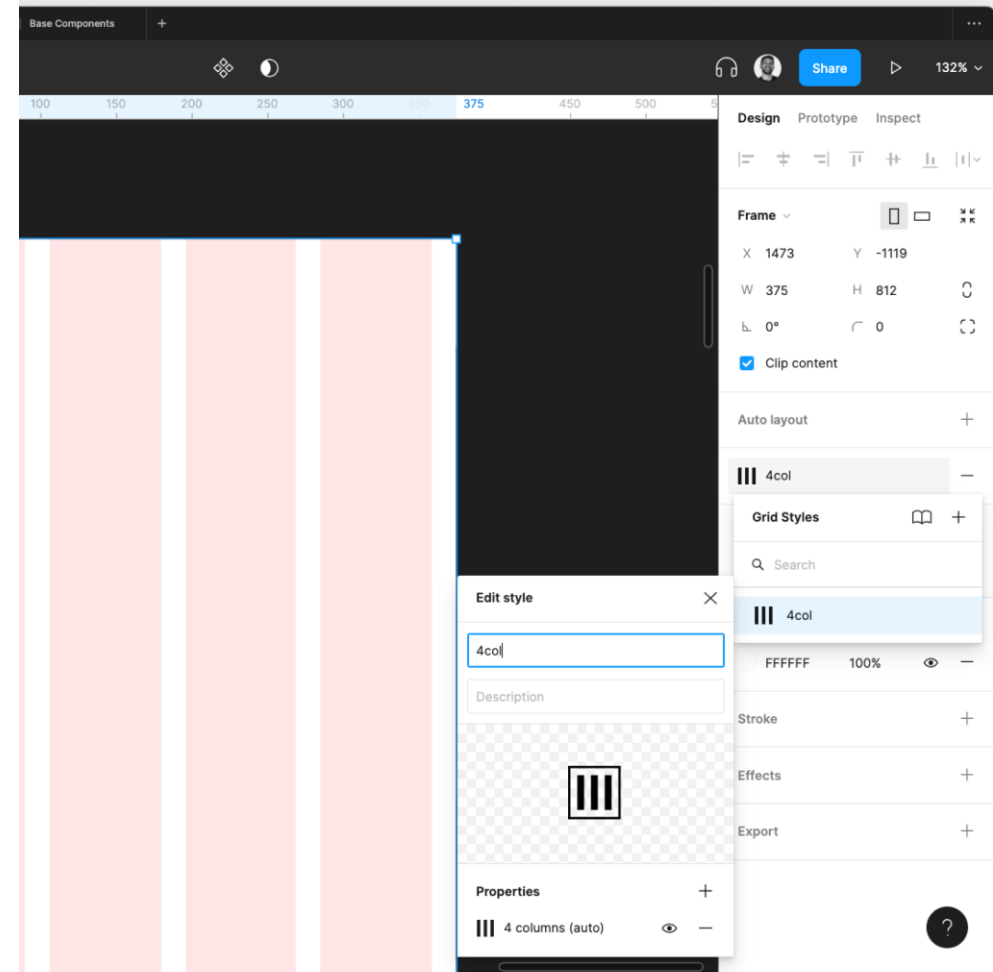 Base Components
+
...
Share
132%
100 150 200 250 300 350 375 450 500 5
Design Prototype Inspect
Frame
X 1473 Y -1119
W 375 H 812
0° 0
Clip content
Auto layout
4col
Grid Styles
Search
4col
Edit style
4col
Description
FFFFFF 100%
Stroke
Effects
Export
Properties
4 columns (auto)
?